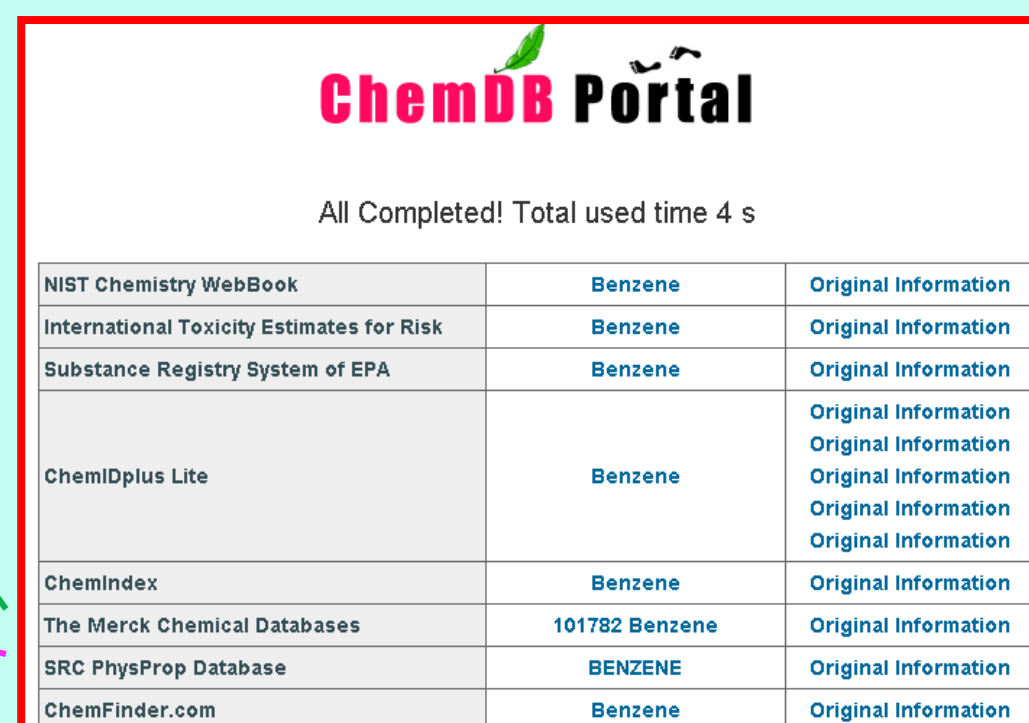 ChemDB Portal
All Completed! Total used time 4 s
NIST Chemistry WebBook Benzene Original Information
International Toxicity Estimates for Risk Benzene Original Information
Substance Registry System of EPA Benzene Original Information
Original Information
Original Information
ChemIDplus Lite Benzene Original Information
Original Information
Original Information
ChemIndex Benzene Original Information
The Merck Chemical Databases 101782 Benzene Original Information
SRC PhysProp Database BENZENE Original Information
ChemFinder.com Benzene Original Information